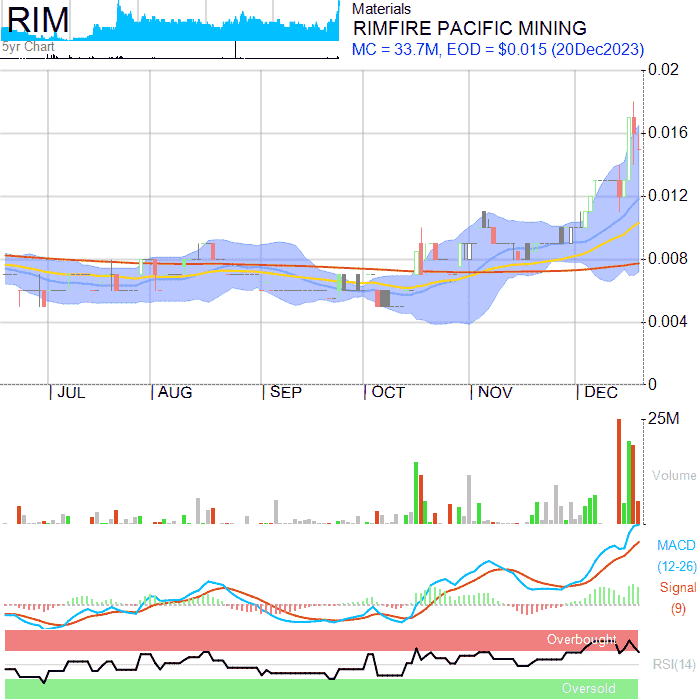 RIM
5yr Chart
Materials
RIMFIRE PACIFIC MINING
MC = 33.7M, EOD = $0.015 (20Dec2023)
0.02
0.016
0.012
0.008
0.004
0
JUL
AUG
SEP
OCT
NOV
DEC
25M
Volume
MACD
(12-26)
Signal
(9)
Overbought
RSI(14)
Oversold